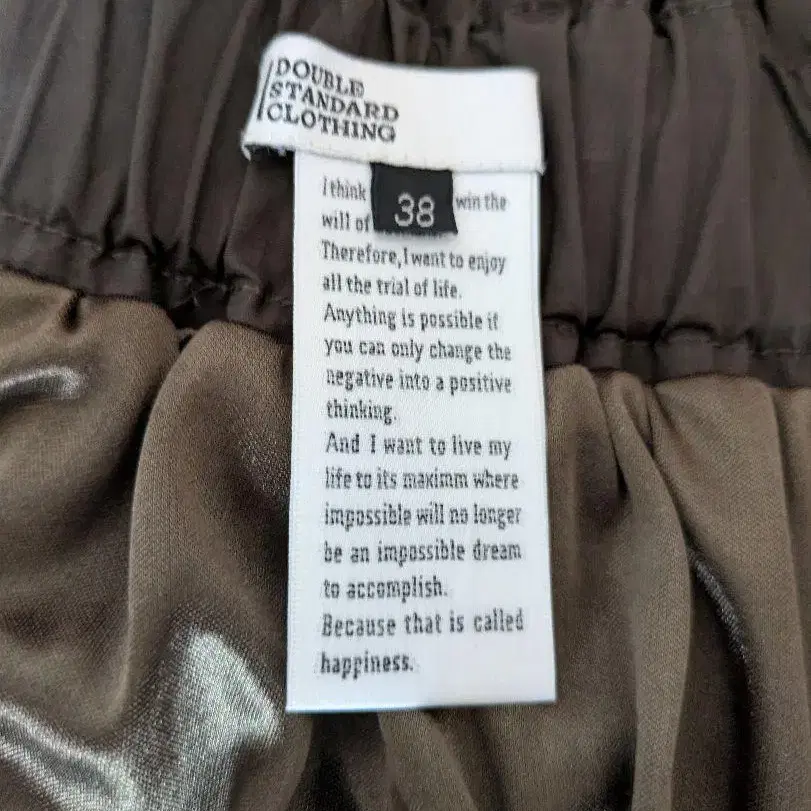 DOUBLE
STANDARD
CLOTHING
38
I think win the
will of
Therefore, I want to enjoy
all the trial of life.
Anything is possible if
you can only change the
negative into a positive
thinking.
And I want to live my
life to its maximm where
impossible will no longer
be an impossible dream
to accomplish.
Because that is called
happiness.